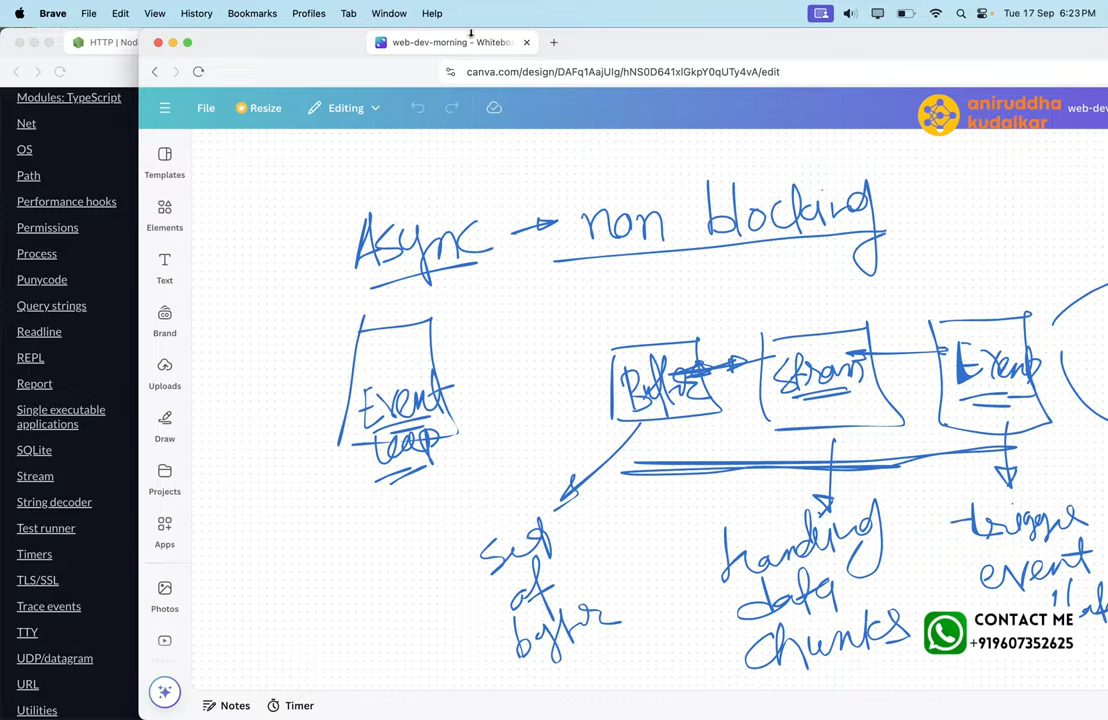 Brave File Edit View History Bookmarks Profiles Tab Window Help Tue 17 Sep 6:23PM
HTTP | Nod
web-dev-morning - Whitebo
canva.com/design/DAFq1AajUIg/hNS0D641xlGkpY0qUTy4vA/edit
File Resize Editing
aniruddha
kudalkar
web-dev
Modules: TypeScript
Net
OS
Path
Performance hooks
Permissions
Process
Punycode
Query strings
Readline
REPL
Report
Single executable
applications
SQLite
Stream
String decoder
Test runner
Timers
TLS/SSL
Trace events
TTY
UDP/datagram
URL
Utilities
Templates
Elements
Text
Brand
Uploads
Draw
Projects
Apps
Photos
Async → non blocking
Event
loop
Buffer
Stream
Event
set
of
handling
data
chunks
trigger
event
CONTACT ME
+919607352625
Notes Timer